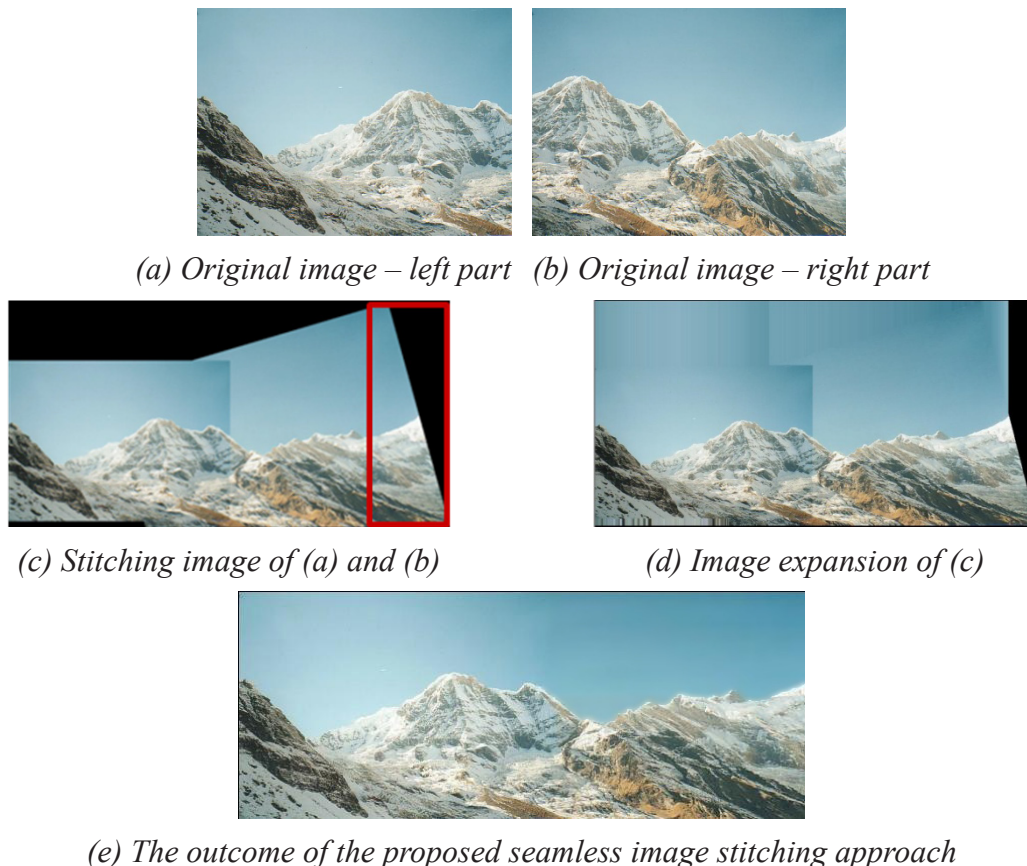 (a) Original image – left part
(b) Original image – right part
(c) Stitching image of (a) and (b)
(d) Image expansion of (c)
(e) The outcome of the proposed seamless image stitching approach